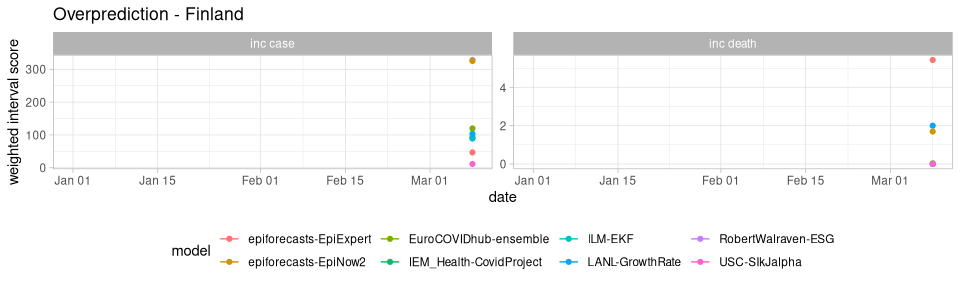 Overprediction - Finland
inc case
inc death
weighted interval score
300
200
100
0
4
2
0
Jan 01
Jan 15
Feb 01
Feb 15
Mar 01
Jan 01
Jan 15
Feb 01
Feb 15
Mar 01
date
model
epiforecasts-EpiExpert
EuroCOVIDhub-ensemble
ILM-EKF
RobertWalraven-ESG
epiforecasts-EpiNow2
IEM_Health-CovidProject
LANL-GrowthRate
USC-SIkJalpha